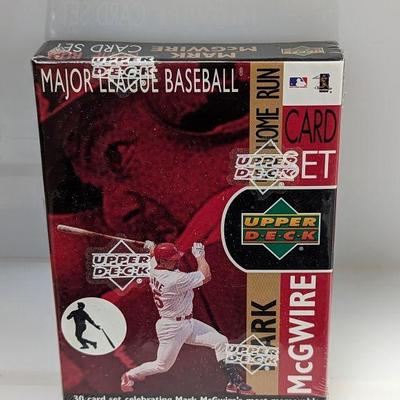 MARK
McGWIRE
CARD SET
MAJOR LEAGUE BASEBALL
HOME RUN
CARD
SET
UPPER
DECK
UPPER
DECK
UPPER
D·E·C·K
UPPER
DECK
UPPER
DECK
MARK
McGWIRE
30 card set celebrating Mark McGwire's most memorable